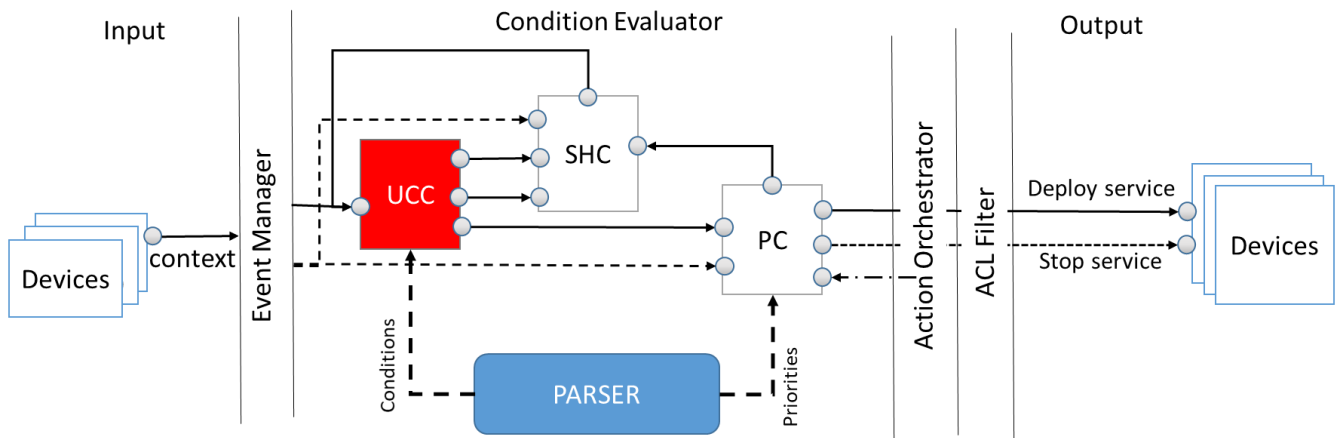 Input
Condition Evaluator
Output
Devices
context
Event Manager
UCC
SHC
PC
Conditions
PARSER
Priorities
Action Orchestrator
ACL Filter
Deploy service
Stop service
Devices